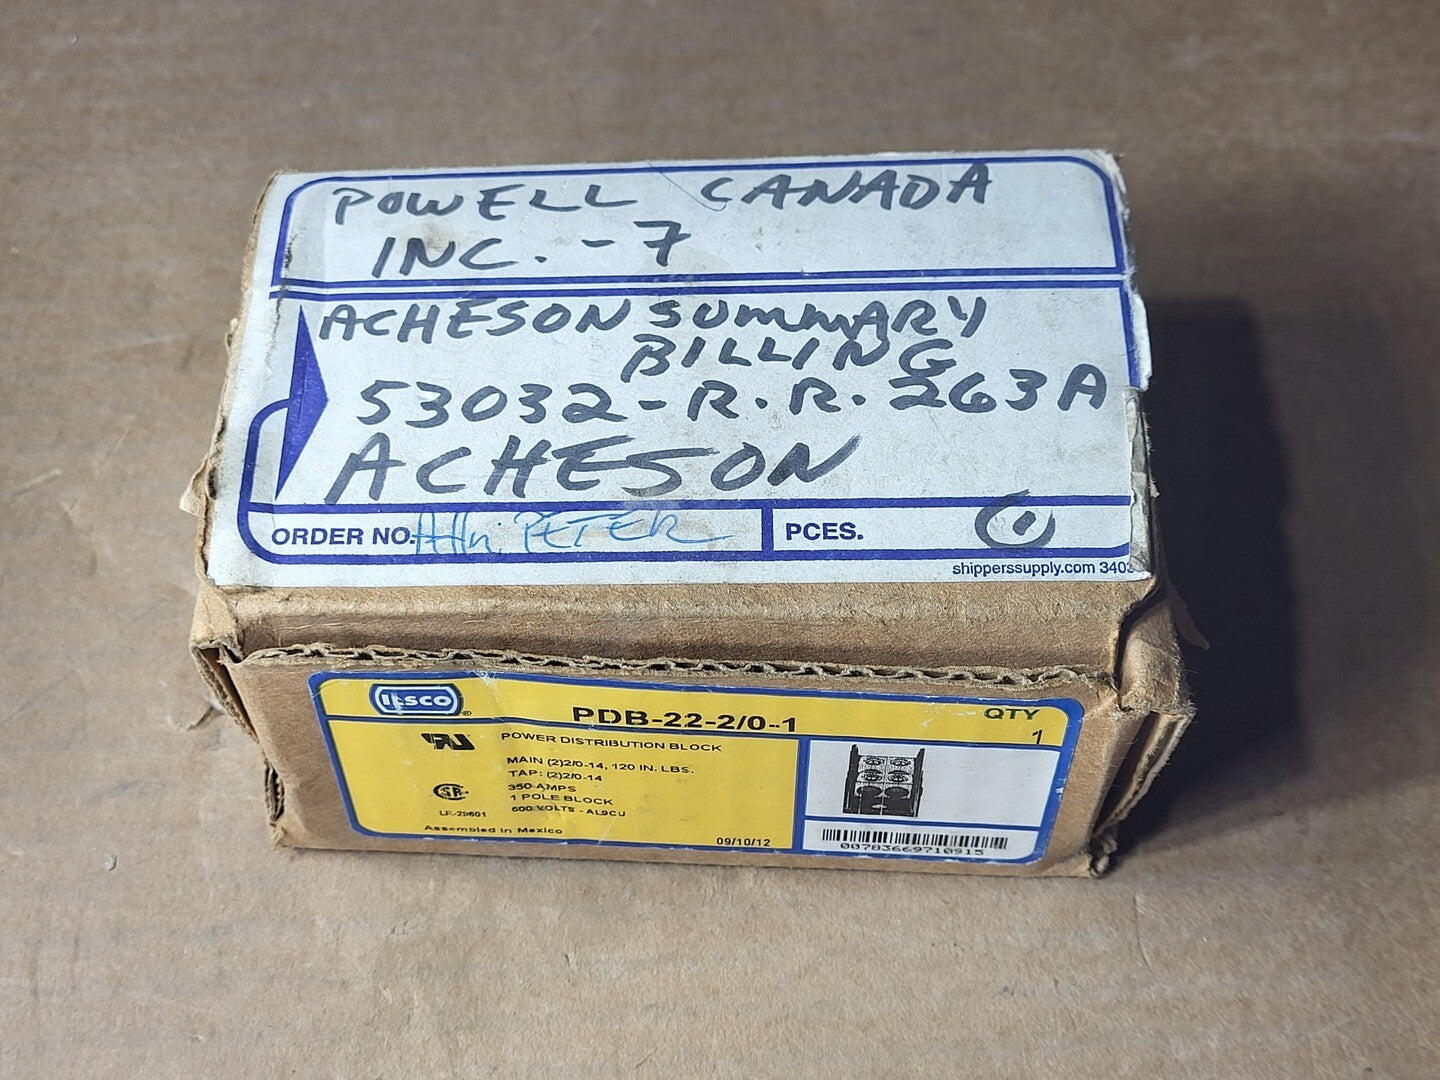 POWELL CANADA
INC. - 7
ACHESON SUMMARY
BILLING
53032 - R.R. 263A
ACHESON
ORDER NO. Attn: PETER
PCES. 1
shipperssupply.com 3403
ILSCO®
PDB-22-2/0-1
QTY
1
POWER DISTRIBUTION BLOCK
MAIN (2)2/0-14, 120 IN. LBS.
TAP: (2)2/0-14
350 AMPS
1 POLE BLOCK
600 VOLTS - AL9CU
Assembled in Mexico
09/10/12
00783669710915